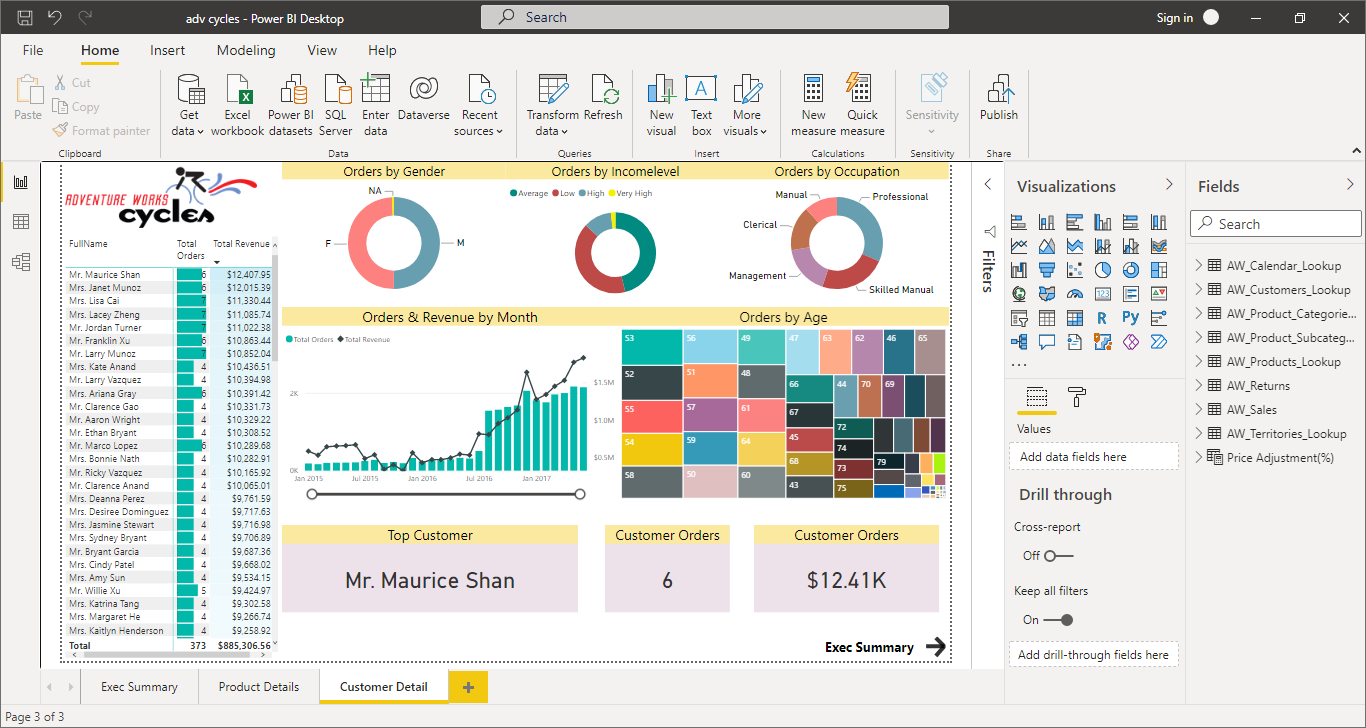 adv cycles - Power BI Desktop
Search
Sign in
File Home Insert Modeling View Help
Paste
Cut
Copy
Format painter
Clipboard
Get data
Excel workbook
Power BI datasets
SQL Server
Enter data
Dataverse
Recent sources
Data
Transform data
Refresh
Queries
New visual
Text box
More visuals
Insert
New measure
Quick measure
Calculations
Sensitivity
Sensitivity
Publish
Share
ADVENTURE WORKS
cycles
FullName Total Orders Total Revenue
Mr. Maurice Shan 6 $12,407.95
Mrs. Janet Munoz 6 $12,015.39
Mrs. Lisa Cai 7 $11,330.44
Mrs. Lacey Zheng 7 $11,085.74
Mr. Jordan Turner 7 $11,022.38
Mr. Franklin Xu 6 $10,863.44
Mr. Larry Munoz 7 $10,852.04
Mrs. Kate Anand 4 $10,436.51
Mr. Larry Vazquez 4 $10,394.98
Mrs. Ariana Gray 6 $10,391.42
Mr. Clarence Gao 4 $10,331.73
Mr. Aaron Wright 4 $10,329.22
Mr. Ethan Bryant 4 $10,308.52
Mr. Marco Lopez 6 $10,289.68
Mrs. Bonnie Nath 4 $10,282.91
Mr. Ricky Vazquez 4 $10,165.92
Mr. Clarence Anand 4 $10,065.01
Mrs. Deanna Perez 4 $9,761.59
Mrs. Desiree Dominguez 4 $9,717.63
Mrs. Jasmine Stewart 4 $9,716.98
Mrs. Sydney Bryant 4 $9,706.89
Mr. Bryant Garcia 4 $9,687.36
Mrs. Cindy Patel 4 $9,668.02
Mrs. Amy Sun 4 $9,534.15
Mr. Willie Xu 5 $9,424.97
Mrs. Katrina Tang 4 $9,302.58
Mrs. Margaret He 4 $9,266.74
Mrs. Kaitlyn Henderson 4 $9,258.92
Total 373 $885,306.56
Orders by Gender
NA
F
M
Orders by Incomelevel
Average Low High Very High
Orders by Occupation
Manual
Professional
Clerical
Management
Skilled Manual
Orders & Revenue by Month
Total Orders Total Revenue
2K
0K
$1.5M
$1.0M
$0.5M
Jan 2015 Jul 2015 Jan 2016 Jul 2016 Jan 2017
Orders by Age
53 56 49 47 63 62 46 65
52 51 48 66 44 70 69
55 57 61 67 72
54 59 64 45 74
58 50 60 68 73 79
43 75
Top Customer
Mr. Maurice Shan
Customer Orders
6
Customer Orders
$12.41K
Exec Summary
Filters
Visualizations
R Py
123
Values
Add data fields here
Drill through
Cross-report
Off
Keep all filters
On
Add drill-through fields here
Fields
Search
AW_Calendar_Lookup
AW_Customers_Lookup
AW_Product_Categorie...
AW_Product_Subcateg...
AW_Products_Lookup
AW_Returns
AW_Sales
AW_Territories_Lookup
Price Adjustment(%)
Exec Summary Product Details Customer Detail
Page 3 of 3